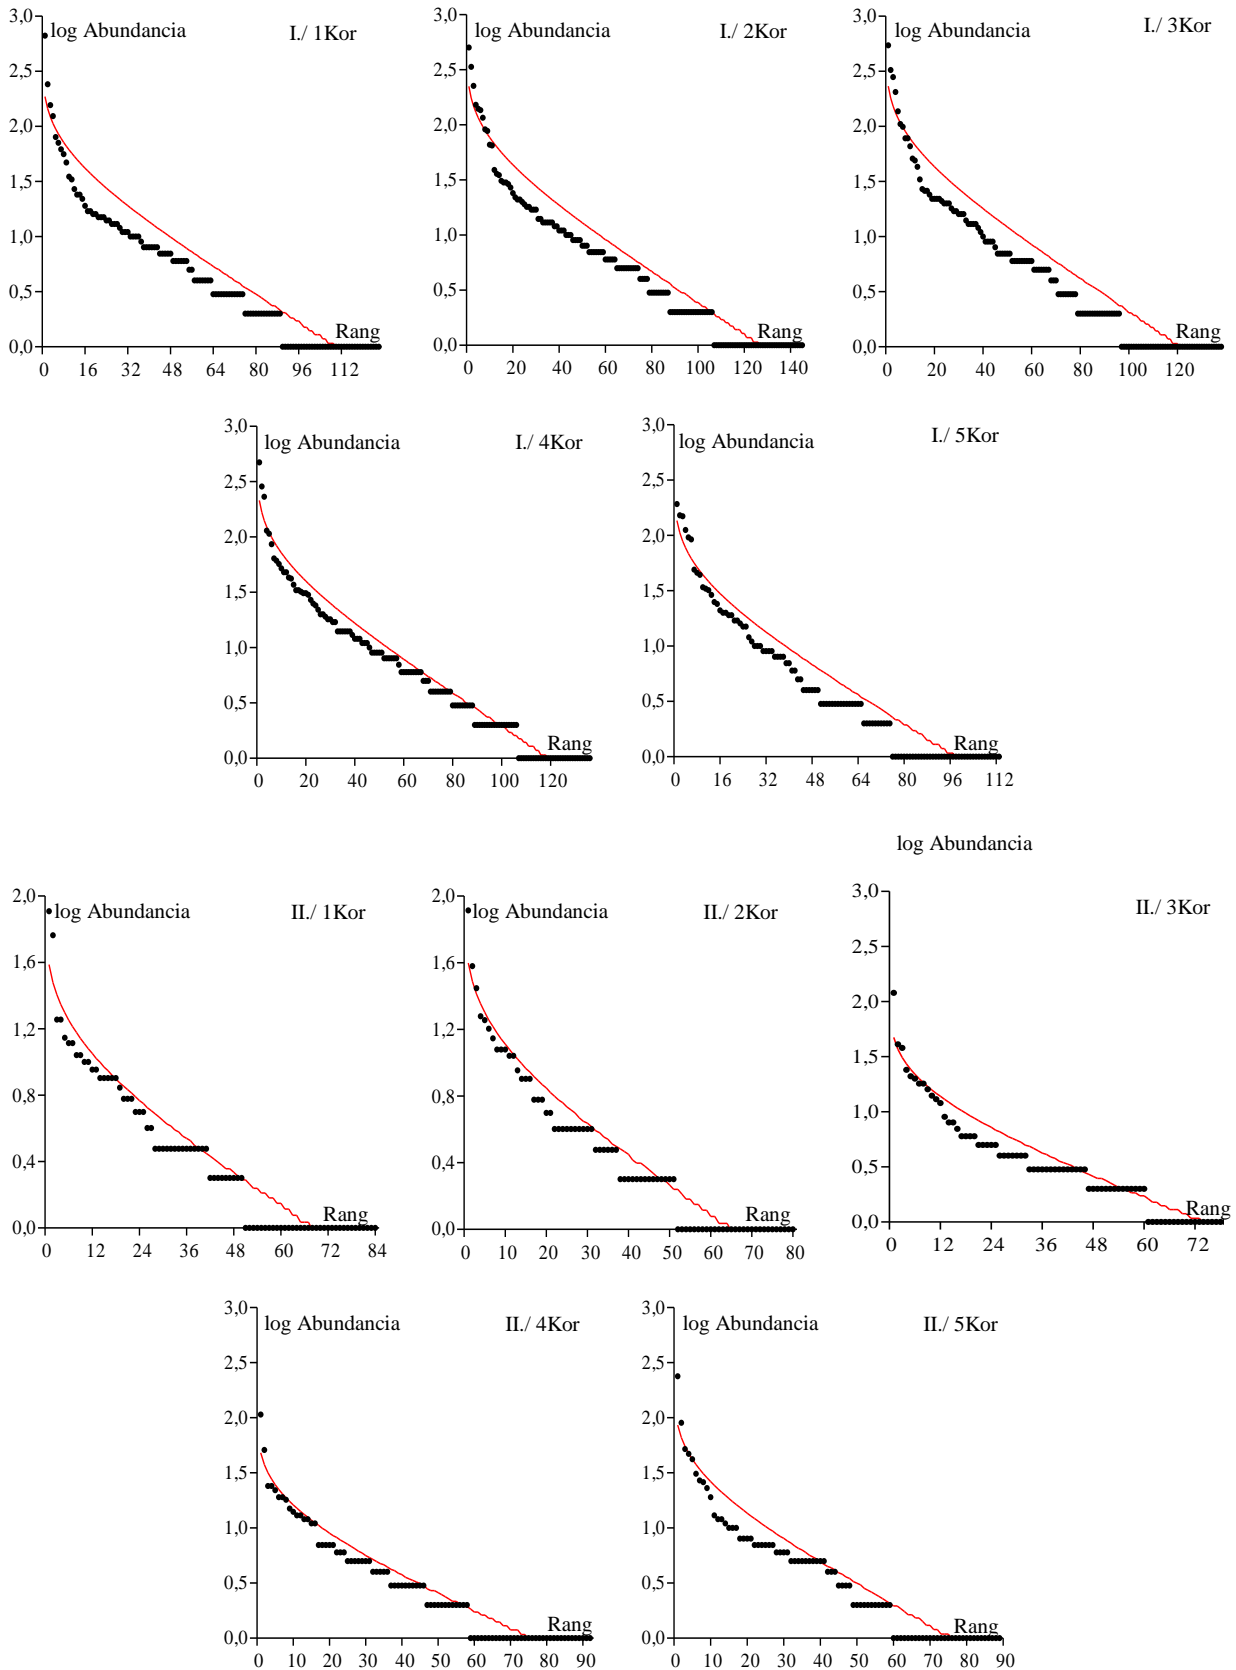 log Abundancia I./ 1Kor
3,0
2,5
2,0
1,5
1,0
0,5
0,0
Rang
0 16 32 48 64 80 96 112
log Abundancia I./ 2Kor
3,0
2,5
2,0
1,5
1,0
0,5
0,0
Rang
0 20 40 60 80 100 120 140
log Abundancia I./ 3Kor
3,0
2,5
2,0
1,5
1,0
0,5
0,0
Rang
0 20 40 60 80 100 120
log Abundancia I./ 4Kor
3,0
2,5
2,0
1,5
1,0
0,5
0,0
Rang
0 20 40 60 80 100 120
log Abundancia I./ 5Kor
3,0
2,5
2,0
1,5
1,0
0,5
0,0
Rang
0 16 32 48 64 80 96 112
log Abundancia II./ 1Kor
2,0
1,6
1,2
0,8
0,4
0,0
Rang
0 12 24 36 48 60 72 84
log Abundancia II./ 2Kor
2,0
1,6
1,2
0,8
0,4
0,0
Rang
0 10 20 30 40 50 60 70 80
log Abundancia
II./ 3Kor
3,0
2,5
2,0
1,5
1,0
0,5
0,0
Rang
0 12 24 36 48 60 72
log Abundancia II./ 4Kor
3,0
2,5
2,0
1,5
1,0
0,5
0,0
Rang
0 10 20 30 40 50 60 70 80 90
log Abundancia II./ 5Kor
3,0
2,5
2,0
1,5
1,0
0,5
0,0
Rang
0 10 20 30 40 50 60 70 80 90